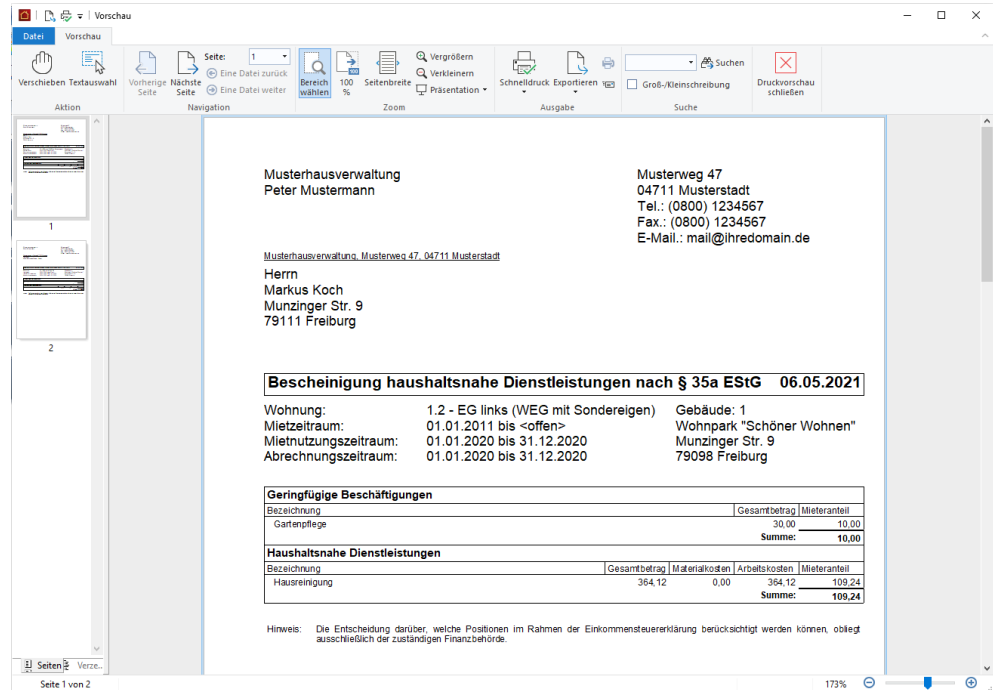 Vorschau
Datei
Vorschau
Verschieben
Textauswahl
Aktion
Vorherige Seite
Nächste Seite
Seite: 1
Eine Datei zurück
Eine Datei weiter
Navigation
Bereich wählen
100 %
Seitenbreite
Vergrößern
Verkleinern
Präsentation
Zoom
Schnelldruck
Exportieren
Ausgabe
Suchen
Groß-/Kleinschreibung
Suche
Druckvorschau schließen
1
2
Musterhausverwaltung
Peter Mustermann
Musterweg 47
04711 Musterstadt
Tel.: (0800) 1234567
Fax.: (0800) 1234567
E-Mail.: mail@ihredomain.de
Musterhausverwaltung, Musterweg 47, 04711 Musterstadt
Herrn
Markus Koch
Munzinger Str. 9
79111 Freiburg
Bescheinigung haushaltsnahe Dienstleistungen nach § 35a EStG 06.05.2021
Wohnung: 1.2 - EG links (WEG mit Sondereigen) Gebäude: 1
Mietzeitraum: 01.01.2011 bis <offen> Wohnpark "Schöner Wohnen"
Mietnutzungszeitraum: 01.01.2020 bis 31.12.2020 Munzinger Str. 9
Abrechnungszeitraum: 01.01.2020 bis 31.12.2020 79098 Freiburg
Geringfügige Beschäftigungen
Bezeichnung Gesamtbetrag Mieteranteil
Gartenpflege 30,00 10,00
Summe: 10,00
Haushaltsnahe Dienstleistungen
Bezeichnung Gesamtbetrag Materialkosten Arbeitskosten Mieteranteil
Hausreinigung 364,12 0,00 364,12 109,24
Summe: 109,24
Hinweis: Die Entscheidung darüber, welche Positionen im Rahmen der Einkommensteuererklärung berücksichtigt werden können, obliegt
ausschließlich der zuständigen Finanzbehörde.
Seiten
Verze..
Seite 1 von 2
173%